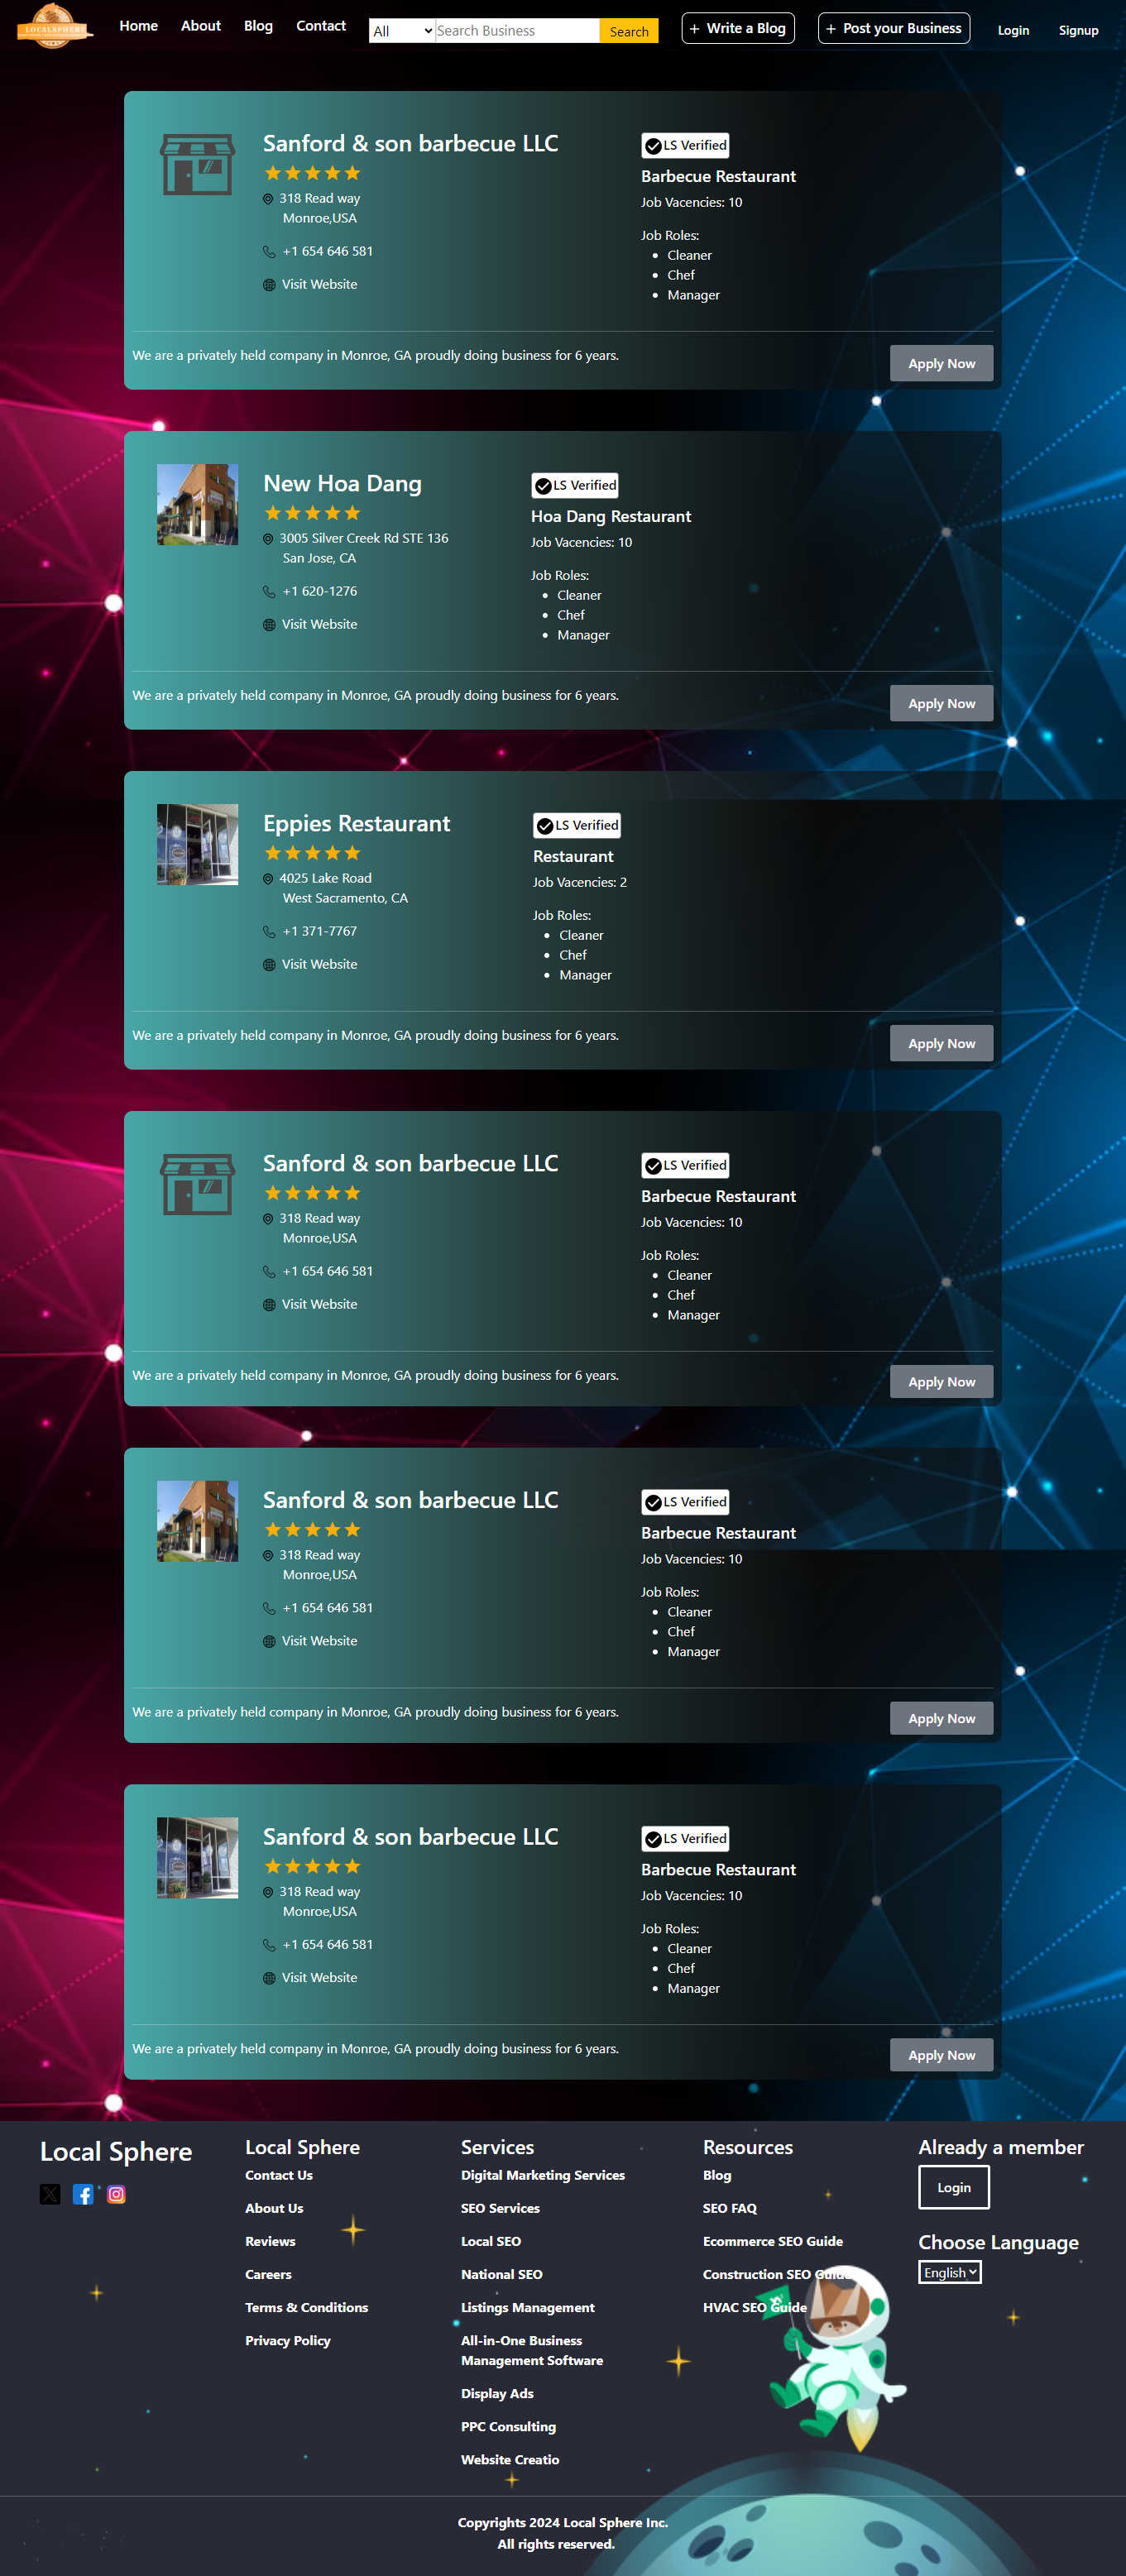 LOCALSPHERE
Home
About
Blog
Contact
All
Search Business
Search
+ Write a Blog
+ Post your Business
Login
Signup
Sanford & son barbecue LLC
318 Read way
Monroe,USA
+1 654 646 581
Visit Website
LS Verified
Barbecue Restaurant
Job Vacencies: 10
Job Roles:
Cleaner
Chef
Manager
We are a privately held company in Monroe, GA proudly doing business for 6 years.
Apply Now
New Hoa Dang
3005 Silver Creek Rd STE 136
San Jose, CA
+1 620-1276
Visit Website
LS Verified
Hoa Dang Restaurant
Job Vacencies: 10
Job Roles:
Cleaner
Chef
Manager
We are a privately held company in Monroe, GA proudly doing business for 6 years.
Apply Now
Eppies Restaurant
4025 Lake Road
West Sacramento, CA
+1 371-7767
Visit Website
LS Verified
Restaurant
Job Vacencies: 2
Job Roles:
Cleaner
Chef
Manager
We are a privately held company in Monroe, GA proudly doing business for 6 years.
Apply Now
Sanford & son barbecue LLC
318 Read way
Monroe,USA
+1 654 646 581
Visit Website
LS Verified
Barbecue Restaurant
Job Vacencies: 10
Job Roles:
Cleaner
Chef
Manager
We are a privately held company in Monroe, GA proudly doing business for 6 years.
Apply Now
Sanford & son barbecue LLC
318 Read way
Monroe,USA
+1 654 646 581
Visit Website
LS Verified
Barbecue Restaurant
Job Vacencies: 10
Job Roles:
Cleaner
Chef
Manager
We are a privately held company in Monroe, GA proudly doing business for 6 years.
Apply Now
Sanford & son barbecue LLC
318 Read way
Monroe,USA
+1 654 646 581
Visit Website
LS Verified
Barbecue Restaurant
Job Vacencies: 10
Job Roles:
Cleaner
Chef
Manager
We are a privately held company in Monroe, GA proudly doing business for 6 years.
Apply Now
Local Sphere
Local Sphere
Contact Us
About Us
Reviews
Careers
Terms & Conditions
Privacy Policy
Services
Digital Marketing Services
SEO Services
Local SEO
National SEO
Listings Management
All-in-One Business
Management Software
Display Ads
PPC Consulting
Website Creatio
Resources
Blog
SEO FAQ
Ecommerce SEO Guide
Construction SEO Guide
HVAC SEO Guide
Already a member
Login
Choose Language
English
Copyrights 2024 Local Sphere Inc.
All rights reserved.